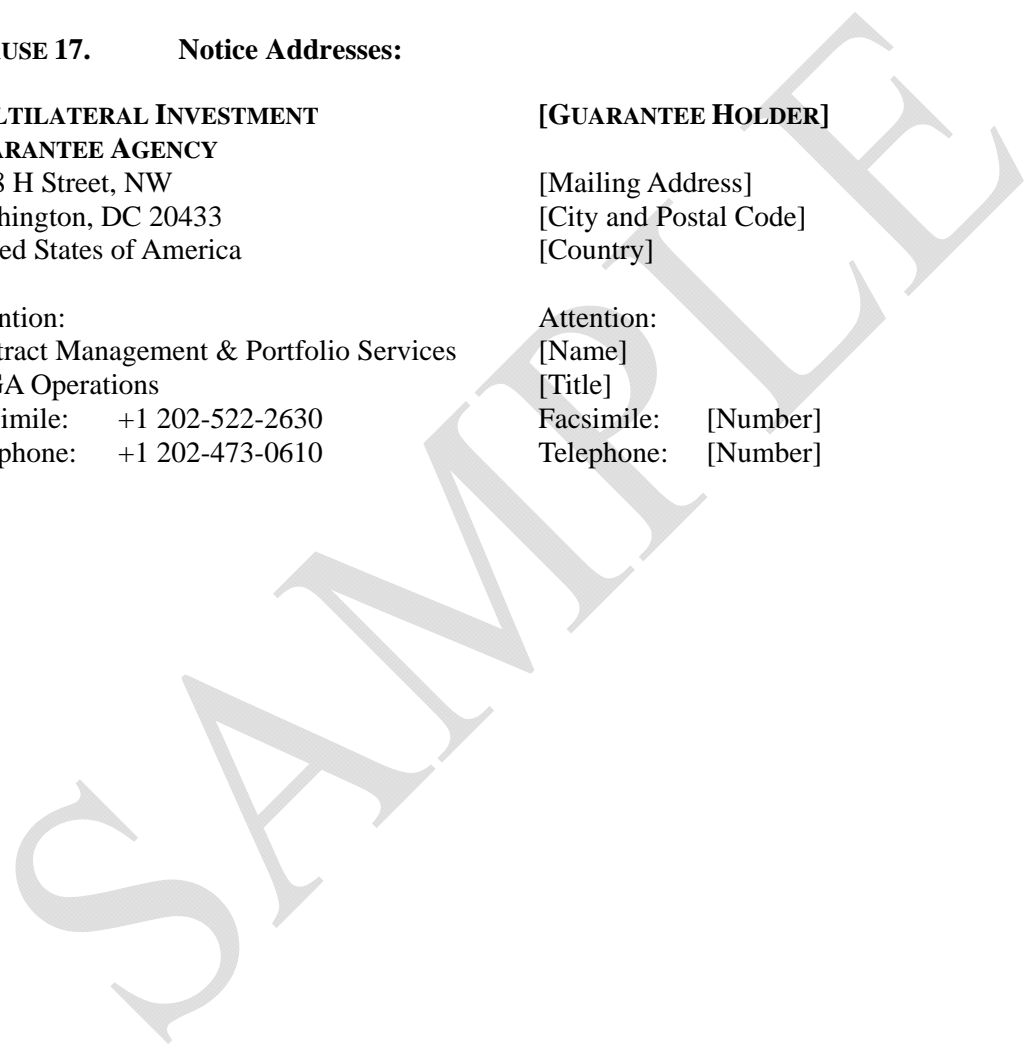 USE 17. Notice Addresses:
LTILATERAL INVESTMENT
ARANTEE AGENCY
8 H Street, NW
hington, DC 20433
ed States of America
ntion:
tract Management & Portfolio Services
GA Operations
imile: +1 202-522-2630
phone: +1 202-473-0610
[GUARANTEE HOLDER]
[Mailing Address]
[City and Postal Code]
[Country]
Attention:
[Name]
[Title]
Facsimile: [Number]
Telephone: [Number]
SAMPLE